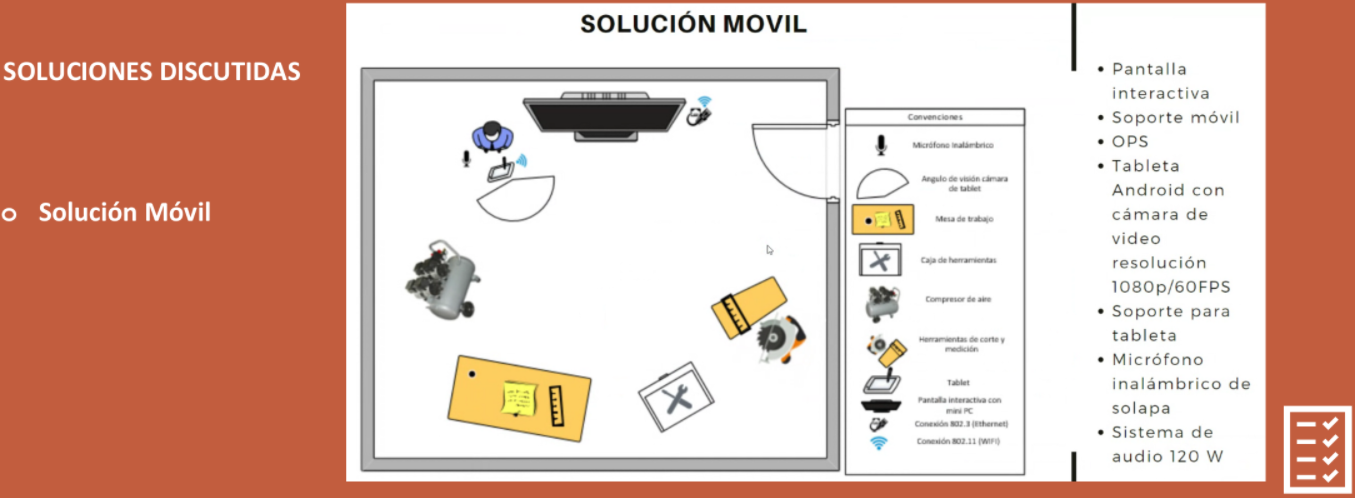 SOLUCIÓN MOVIL
SOLUCIONES DISCUTIDAS
o Solución Móvil
Convenciones
Micrófono Inalámbrico
Angulo de visión cámara
de tablet
Mesa de trabajo
Caja de herramientas
Compresor de aire
Herramientas de corte y
medición
Tablet
Pantalla interactiva con
mini PC
Conexión 802.3 (Ethernet)
Conexión 802.11 (WIFI)
• Pantalla
interactiva
• Soporte móvil
• OPS
• Tableta
Android con
cámara de
video
resolución
1080p/60FPS
• Soporte para
tableta
• Micrófono
inalámbrico de
solapa
• Sistema de
audio 120 W